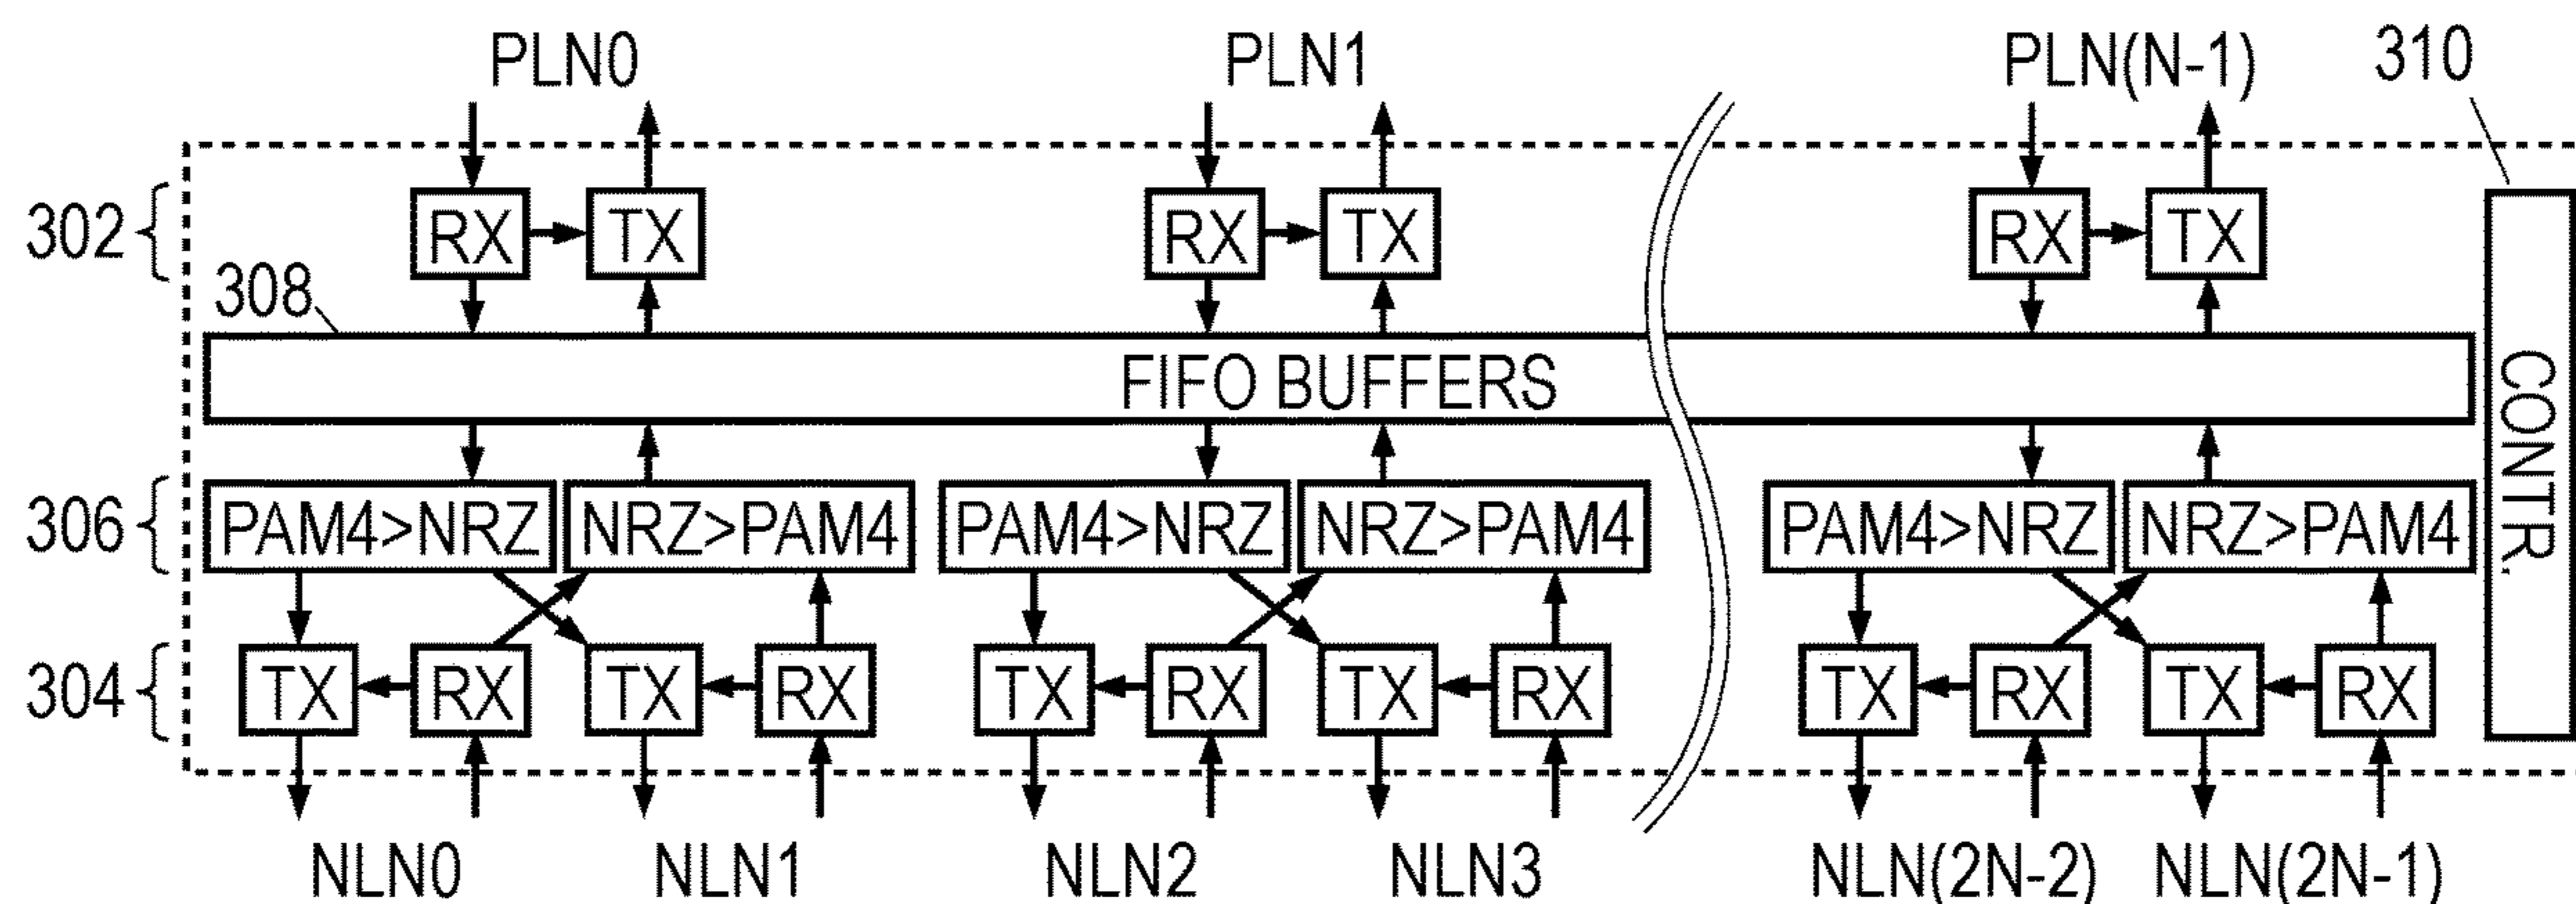 PLN0 PLN1 PLN(N-1) 310
302 RX TX RX TX RX TX
308
FIFO BUFFERS
CONTR.
306 PAM4>NRZ NRZ>PAM4 PAM4>NRZ NRZ>PAM4 PAM4>NRZ NRZ>PAM4
304 TX RX TX RX TX RX TX RX TX RX TX RX
NLN0 NLN1 NLN2 NLN3 NLN(2N-2) NLN(2N-1)